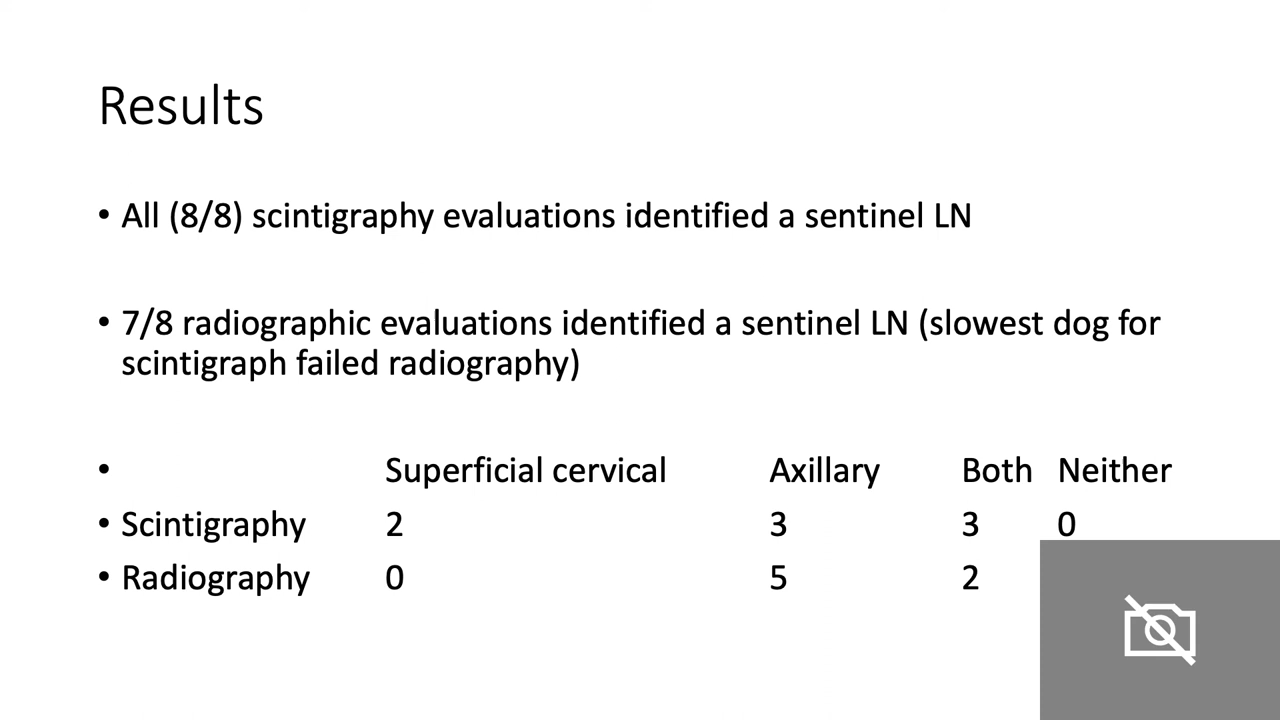 Results
• All (8/8) scintigraphy evaluations identified a sentinel LN
• 7/8 radiographic evaluations identified a sentinel LN (slowest dog for
scintigraph failed radiography)
• Superficial cervical Axillary Both Neither
• Scintigraphy 2 3 3 0
• Radiography 0 5 2